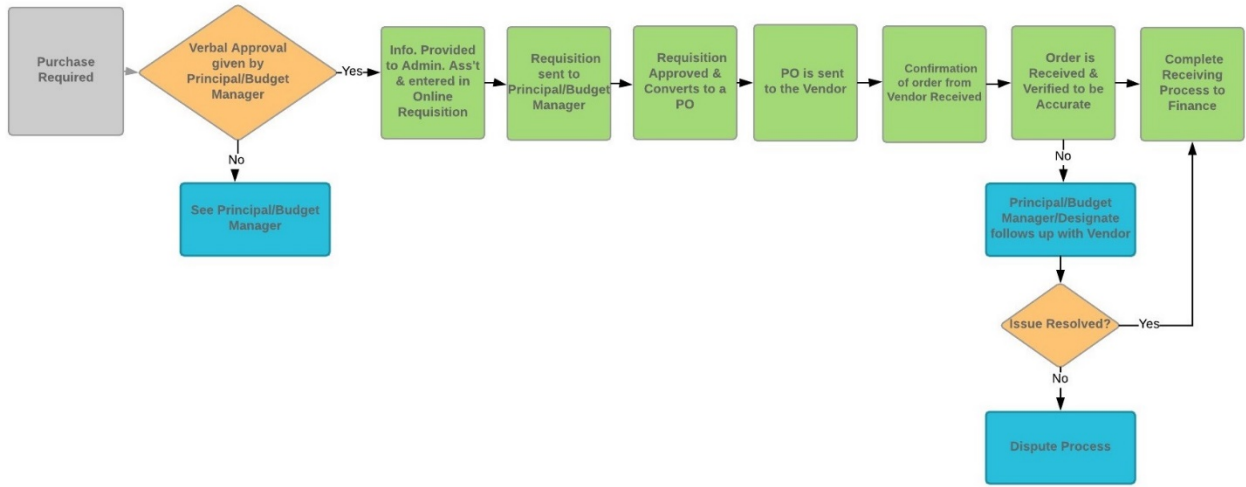 Purchase
Required
Verbal Approval
given by
Principal/Budget
Manager
Yes
No
See Principal/Budget
Manager
Info. Provided
to Admin. Ass't
& entered in
Online
Requisition
Requisition
sent to
Principal/Budget
Manager
Requisition
Approved &
Converts to a
PO
PO is sent
to the Vendor
Confirmation
of order from
Vendor Received
Order is
Received &
Verified to be
Accurate
Complete
Receiving
Process to
Finance
No
Principal/Budget
Manager/Designate
follows up with Vendor
Issue Resolved?
Yes
No
Dispute Process